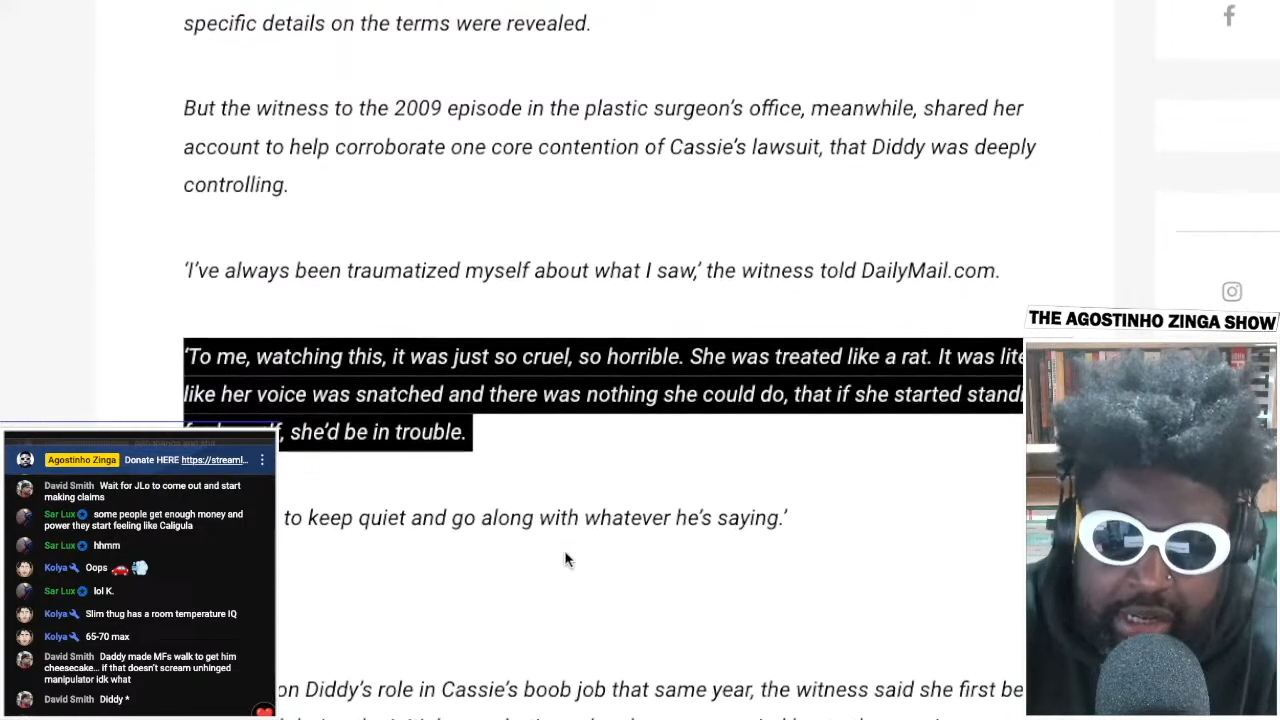 specific details on the terms were revealed.
But the witness to the 2009 episode in the plastic surgeon's office, meanwhile, shared her
account to help corroborate one core contention of Cassie's lawsuit, that Diddy was deeply
controlling.
'I've always been traumatized myself about what I saw,' the witness told DailyMail.com.
'To me, watching this, it was just so cruel, so horrible. She was treated like a rat. It was lite
like her voice was snatched and there was nothing she could do, that if she started standi
she'd be in trouble.
to keep quiet and go along with whatever he's saying.'
on Diddy's role in Cassie's boob job that same year, the witness said she first be
THE AGOSTINHO ZINGA SHOW
Agostinho Zinga Donate HERE https://streaml...
David Smith Wait for JLo to come out and start
making claims
Sar Lux some people get enough money and
power they start feeling like Caligula
Sar Lux hhmm
Kolya Oops 🚗 💨
Sar Lux lol K.
Kolya Slim thug has a room temperature IQ
Kolya 65-70 max
David Smith Daddy made MFs walk to get him
cheesecake... if that doesn't scream unhinged
manipulator idk what
David Smith Diddy *